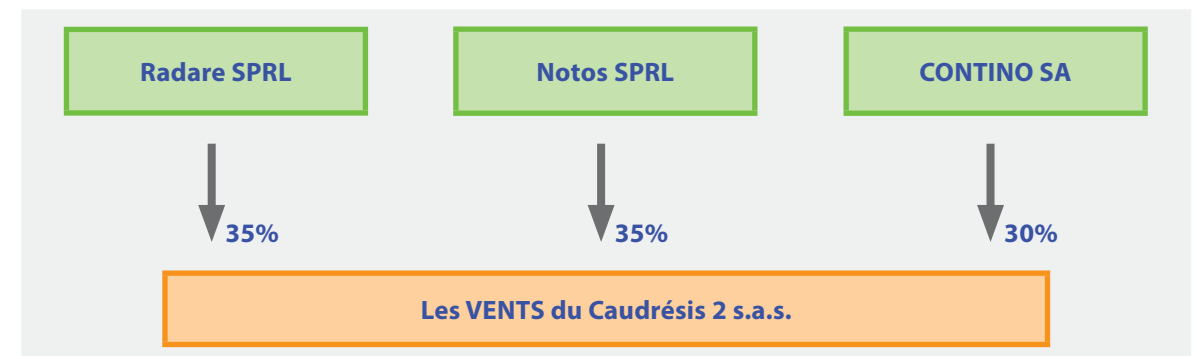 Radare SPRL
Notos SPRL
CONTINO SA
35%
35%
30%
Les VENTS du Caudrésis 2 s.a.s.